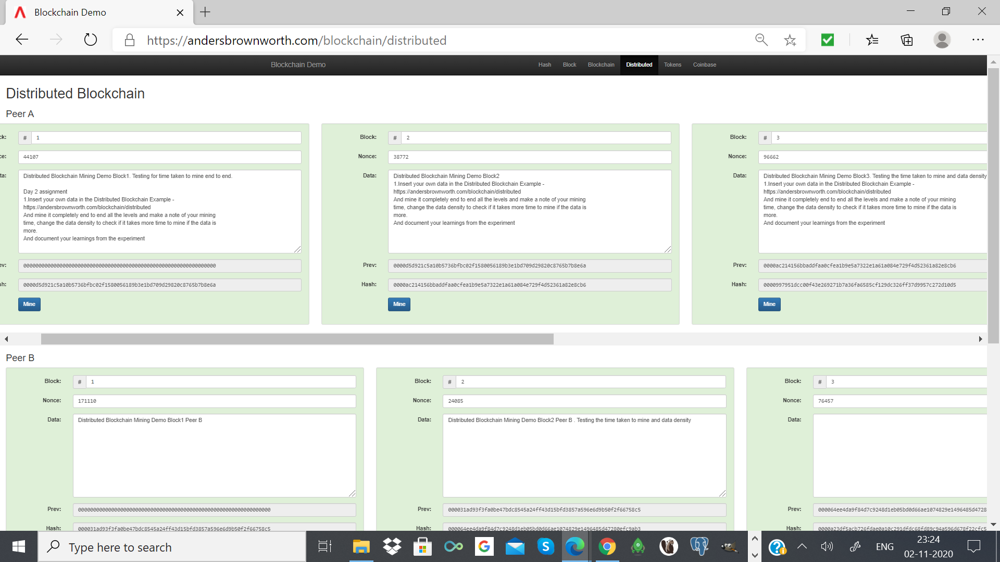 Blockchain Demo
https://andersbrownworth.com/blockchain/distributed
Blockchain Demo
Hash
Block
Blockchain
Distributed
Tokens
Coinbase
Distributed Blockchain
Peer A
ck:
# 1
ce:
44107
ta:
Distributed Blockchain Mining Demo Block1. Testing for time taken to mine end to end.
Day 2 assignment
1.Insert your own data in the Distributed Blockchain Example -
https://andersbrownworth.com/blockchain/distributed
And mine it completely end to end all the levels and make a note of your mining
time, change the data density to check if it takes more time to mine if the data is
more.
And document your learnings from the experiment
ev:
0000000000000000000000000000000000000000000000000000000000000000
sh:
0000d5d921c5a10b5736bfbc02f1580056189b3e1bd709d29820c8765b7b8e6a
Mine
Block:
# 2
Nonce:
38772
Data:
Distributed Blockchain Mining Demo Block2
1.Insert your own data in the Distributed Blockchain Example -
https://andersbrownworth.com/blockchain/distributed
And mine it completely end to end all the levels and make a note of your mining
time, change the data density to check if it takes more time to mine if the data is
more.
And document your learnings from the experiment
Prev:
0000d5d921c5a10b5736bfbc02f1580056189b3e1bd709d29820c8765b7b8e6a
Hash:
0000ac214156bbaddfaa0cfea1b9e5a7322e1a61a084e729f4d52361a82e8cb6
Mine
Block:
# 3
Nonce:
96662
Data:
Distributed Blockchain Mining Demo Block3. Testing the time taken to mine and data density
1.Insert your own data in the Distributed Blockchain Example -
https://andersbrownworth.com/blockchain/distributed
And mine it completely end to end all the levels and make a note of your mining
time, change the data density to check if it takes more time to mine if the data is
more.
And document your learnings from the experiment
Prev:
0000ac214156bbaddfaa0cfea1b9e5a7322e1a61a084e729f4d52361a82e8cb6
Hash:
0000997951dcc00f43e269271b7a36fa6585cf129dc326ff37d9957c272d10d5
Mine
Peer B
Block:
# 1
Nonce:
171110
Data:
Distributed Blockchain Mining Demo Block1 Peer B
Prev:
0000000000000000000000000000000000000000000000000000000000000000
Hash:
000031ad93f3fa0be47bdc8545a24ff43d15bfd3857a596e6d9b50f2f66758c5
Block:
# 2
Nonce:
24085
Data:
Distributed Blockchain Mining Demo Block2 Peer B . Testing the time taken to mine and data density
Prev:
000031ad93f3fa0be47bdc8545a24ff43d15bfd3857a596e6d9b50f2f66758c5
Hash:
000064ee4da9f84d7c9248d1eb05bd0d66ae1074829e1496485d47280efc9ab3
Block:
# 3
Nonce:
76457
Data:
Prev:
000064ee4da9f84d7c9248d1eb05bd0d66ae1074829e1496485d4728
Hash:
0000a23df5acb726fdae0a10c291dfdc68fd89c94a596d678f22cfc5
Type here to search
ENG
23:24
02-11-2020